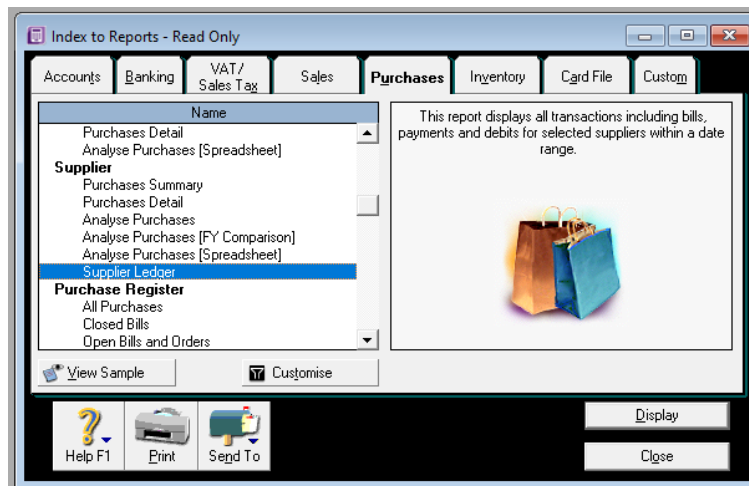 Index to Reports - Read Only
Accounts
Banking
VAT/
Sales Tax
Sales
Purchases
Inventory
Card File
Custom
Name
Purchases Detail
Analyse Purchases [Spreadsheet]
Supplier
Purchases Summary
Purchases Detail
Analyse Purchases
Analyse Purchases [FY Comparison]
Analyse Purchases [Spreadsheet]
Supplier Ledger
Purchase Register
All Purchases
Closed Bills
Open Bills and Orders
This report displays all transactions including bills,
payments and debits for selected suppliers within a date
range.
View Sample
Customise
Help F1
Print
Send To
Display
Close